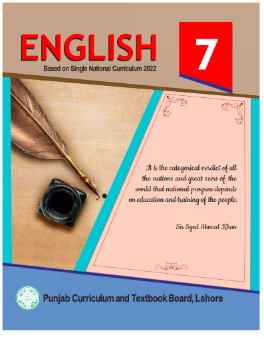 ENGLISH
7
Based on Single National Curriculum 2022
It is the categorical verdict of all
the nations and great seers of the
world that national progress depends
on education and training of the people.
Sir Syed Ahmad Khan
Punjab Curriculum and Textbook Board, Lahore